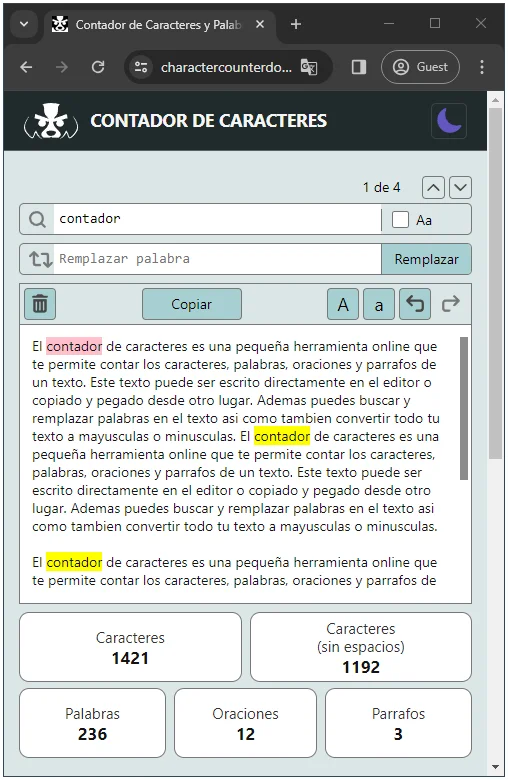 Contador de Caracteres y Palab
charactercounterdo...
Guest
CONTADOR DE CARACTERES
1 de 4
contador
Aa
Remplazar palabra
Remplazar
Copiar
A
a
El contador de caracteres es una pequeña herramienta online que
te permite contar los caracteres, palabras, oraciones y parrafos de
un texto. Este texto puede ser escrito directamente en el editor o
copiado y pegado desde otro lugar. Ademas puedes buscar y
remplazar palabras en el texto asi como tambien convertir todo tu
texto a mayusculas o minusculas. El contador de caracteres es una
pequeña herramienta online que te permite contar los caracteres,
palabras, oraciones y parrafos de un texto. Este texto puede ser
escrito directamente en el editor o copiado y pegado desde otro
lugar. Ademas puedes buscar y remplazar palabras en el texto asi
como tambien convertir todo tu texto a mayusculas o minusculas.
El contador de caracteres es una pequeña herramienta online que
te permite contar los caracteres, palabras, oraciones y parrafos de
Caracteres
1421
Caracteres
(sin espacios)
1192
Palabras
236
Oraciones
12
Parrafos
3